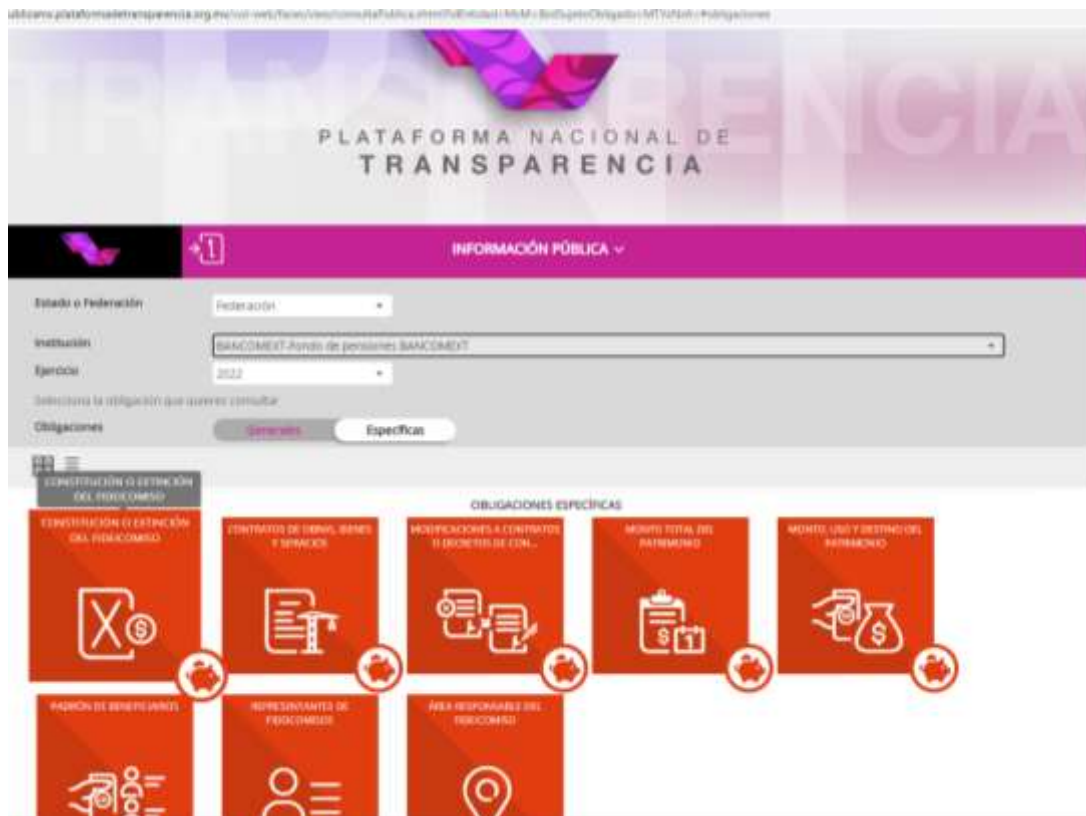 TRANSPARENCIA
PLATAFORMA NACIONAL DE
TRANSPARENCIA
INFORMACIÓN PÚBLICA
Estado o Federación
Federación
Institución
BANCOMEXT-Fondo de pensiones BANCOMEXT
Ejercicio
2022
Selecciona la obligación que quieres consultar
Obligaciones
Generales
Específicas
CONSTITUCIÓN O EXTINCIÓN
DEL FIDEICOMISO
OBLIGACIONES ESPECÍFICAS
CONSTITUCIÓN O EXTINCIÓN
DEL FIDEICOMISO
CONTRATOS DE OBRAS, BIENES
Y SERVICIOS
MODIFICACIONES A CONTRATOS
O DECRETOS DE CON...
MONTO TOTAL DEL
PATRIMONIO
MONTO, USO Y DESTINO DEL
PATRIMONIO
PADRÓN DE BENEFICIARIOS
REPRESENTANTES DE
FIDEICOMISOS
ÁREA RESPONSABLE DEL
FIDEICOMISO